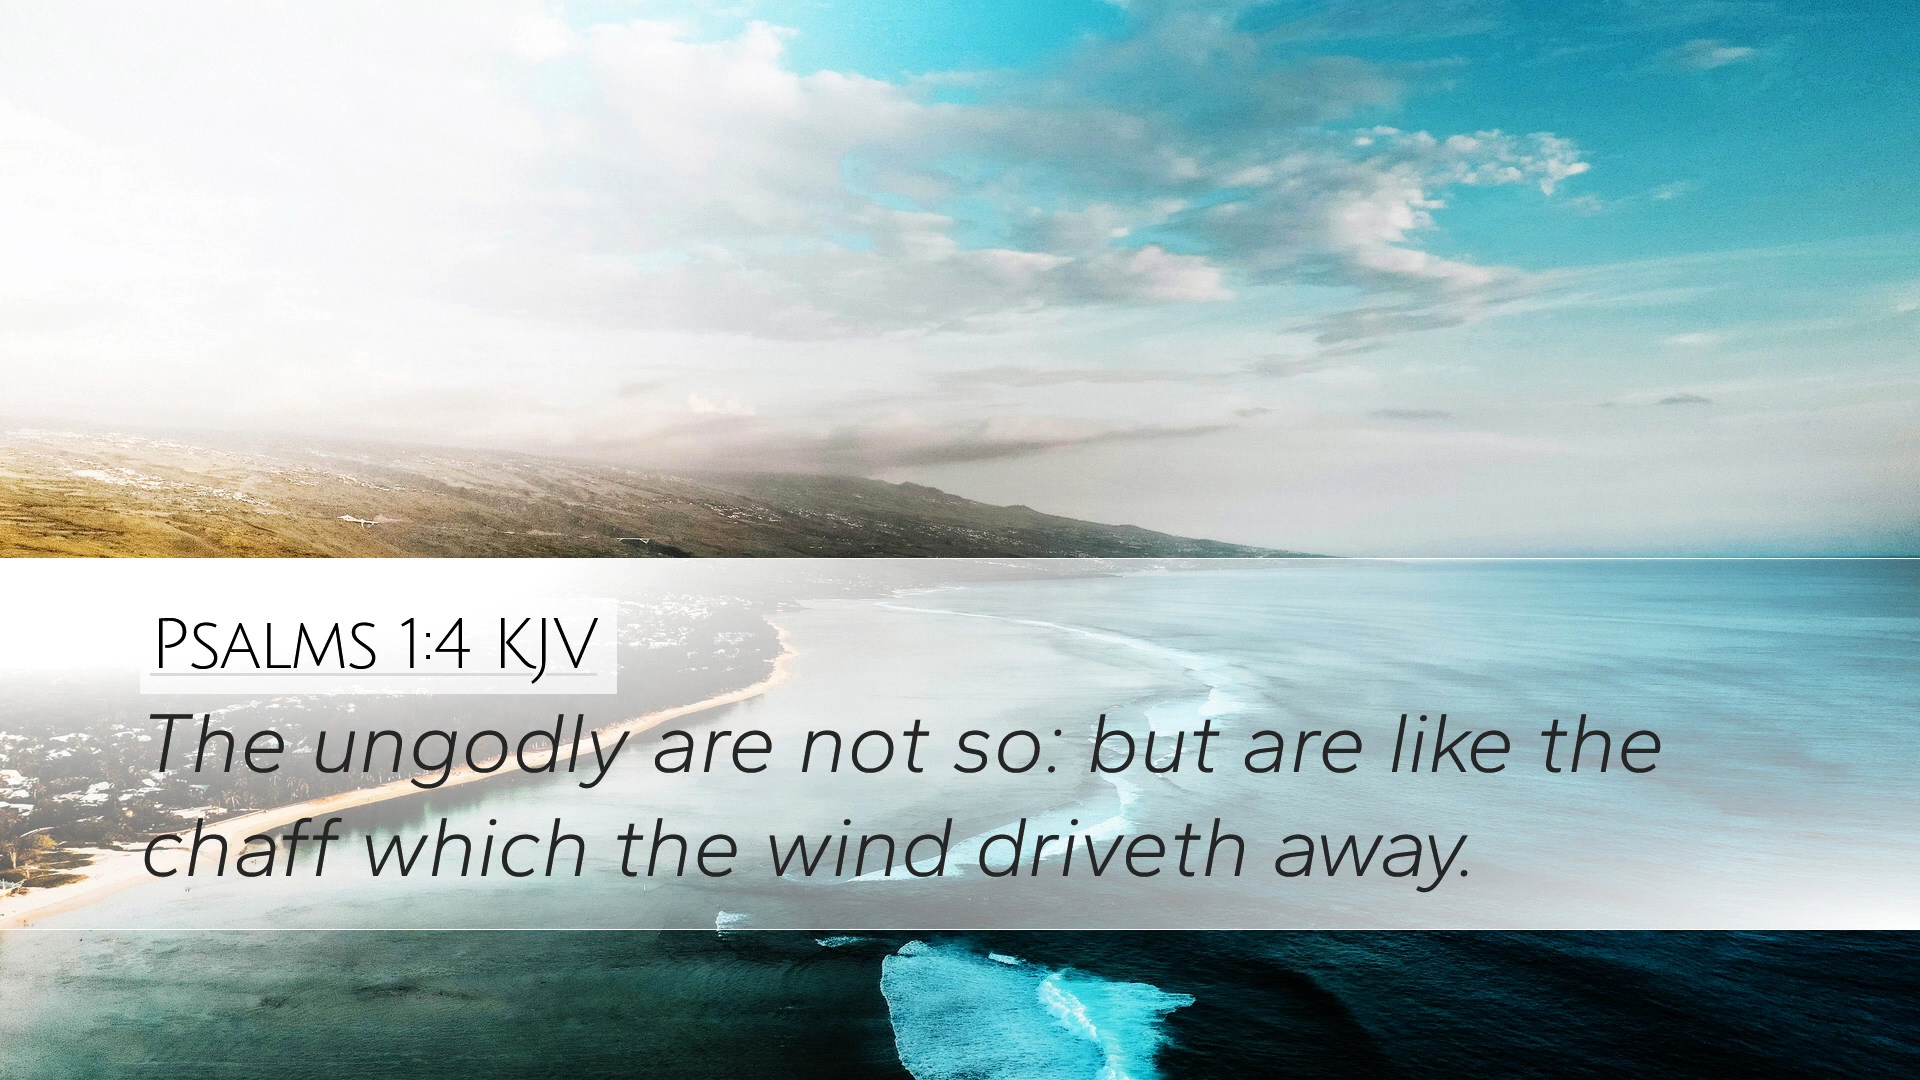 Psalms 1:4 KJV
The ungodly are not so: but are like the
chaff which the wind driveth away.